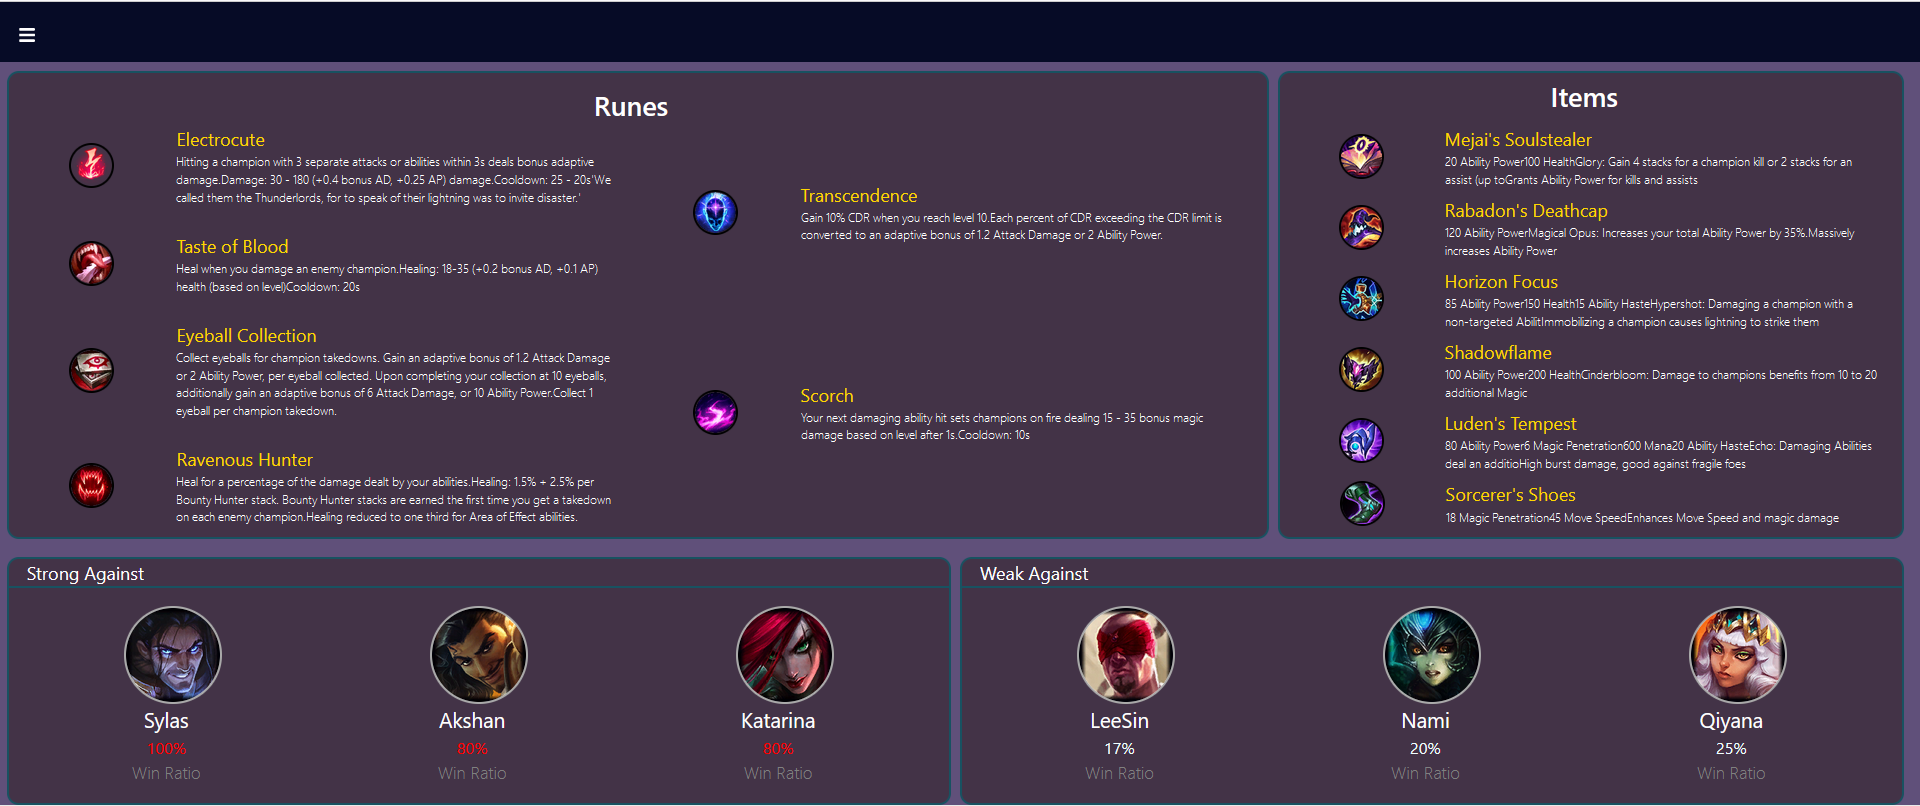 Runes
Electrocute
Hitting a champion with 3 separate attacks or abilities within 3s deals bonus adaptive
damage.Damage: 30 - 180 (+0.4 bonus AD, +0.25 AP) damage.Cooldown: 25 - 20s'We
called them the Thunderlords, for to speak of their lightning was to invite disaster.'
Taste of Blood
Heal when you damage an enemy champion.Healing: 18-35 (+0.2 bonus AD, +0.1 AP)
health (based on level)Cooldown: 20s
Eyeball Collection
Collect eyeballs for champion takedowns. Gain an adaptive bonus of 1.2 Attack Damage
or 2 Ability Power, per eyeball collected. Upon completing your collection at 10 eyeballs,
additionally gain an adaptive bonus of 6 Attack Damage, or 10 Ability Power.Collect 1
eyeball per champion takedown.
Ravenous Hunter
Heal for a percentage of the damage dealt by your abilities.Healing: 1.5% + 2.5% per
Bounty Hunter stack. Bounty Hunter stacks are earned the first time you get a takedown
on each enemy champion.Healing reduced to one third for Area of Effect abilities.
Transcendence
Gain 10% CDR when you reach level 10.Each percent of CDR exceeding the CDR limit is
converted to an adaptive bonus of 1.2 Attack Damage or 2 Ability Power.
Scorch
Your next damaging ability hit sets champions on fire dealing 15 - 35 bonus magic
damage based on level after 1s.Cooldown: 10s
Items
Mejai's Soulstealer
20 Ability Power100 HealthGlory: Gain 4 stacks for a champion kill or 2 stacks for an
assist (up toGrants Ability Power for kills and assists
Rabadon's Deathcap
120 Ability PowerMagical Opus: Increases your total Ability Power by 35%.Massively
increases Ability Power
Horizon Focus
85 Ability Power150 Health15 Ability HasteHypershot: Damaging a champion with a
non-targeted AbilitImmobilizing a champion causes lightning to strike them
Shadowflame
100 Ability Power200 HealthCinderbloom: Damage to champions benefits from 10 to 20
additional Magic
Luden's Tempest
80 Ability Power6 Magic Penetration600 Mana20 Ability HasteEcho: Damaging Abilities
deal an additioHigh burst damage, good against fragile foes
Sorcerer's Shoes
18 Magic Penetration45 Move SpeedEnhances Move Speed and magic damage
Strong Against
Sylas
100%
Win Ratio
Akshan
80%
Win Ratio
Katarina
80%
Win Ratio
Weak Against
LeeSin
17%
Win Ratio
Nami
20%
Win Ratio
Qiyana
25%
Win Ratio